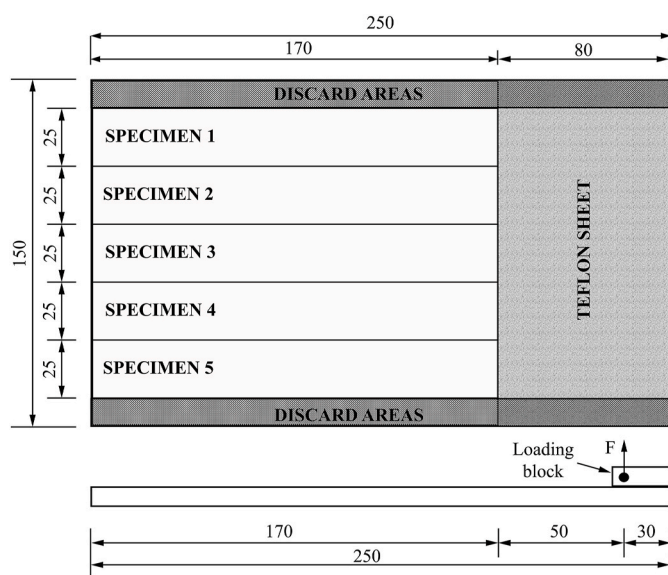 250
170 80
DISCARD AREAS
25 SPECIMEN 1
25 SPECIMEN 2
150
25 SPECIMEN 3
TEFLON SHEET
25 SPECIMEN 4
25 SPECIMEN 5
DISCARD AREAS
Loading
block
F
170 50 30
250